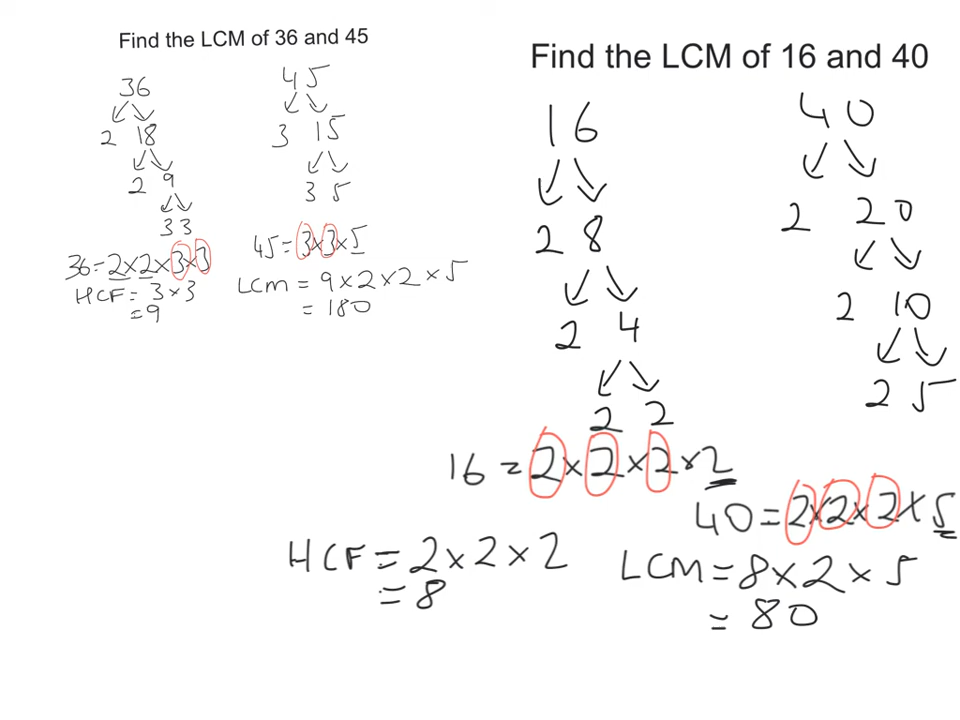 Find the LCM of 36 and 45
36
2 18
2 9
3 3
36 = 2 × 2 × 3 × 3
HCF = 3 × 3
= 9
45
3 15
3 5
45 = 3 × 3 × 5
LCM = 9 × 2 × 2 × 5
= 180
Find the LCM of 16 and 40
16
2 8
2 4
2 2
16 = 2 × 2 × 2 × 2
HCF = 2 × 2 × 2
= 8
40
2 20
2 10
2 5
40 = 2 × 2 × 2 × 5
LCM = 8 × 2 × 5
= 80